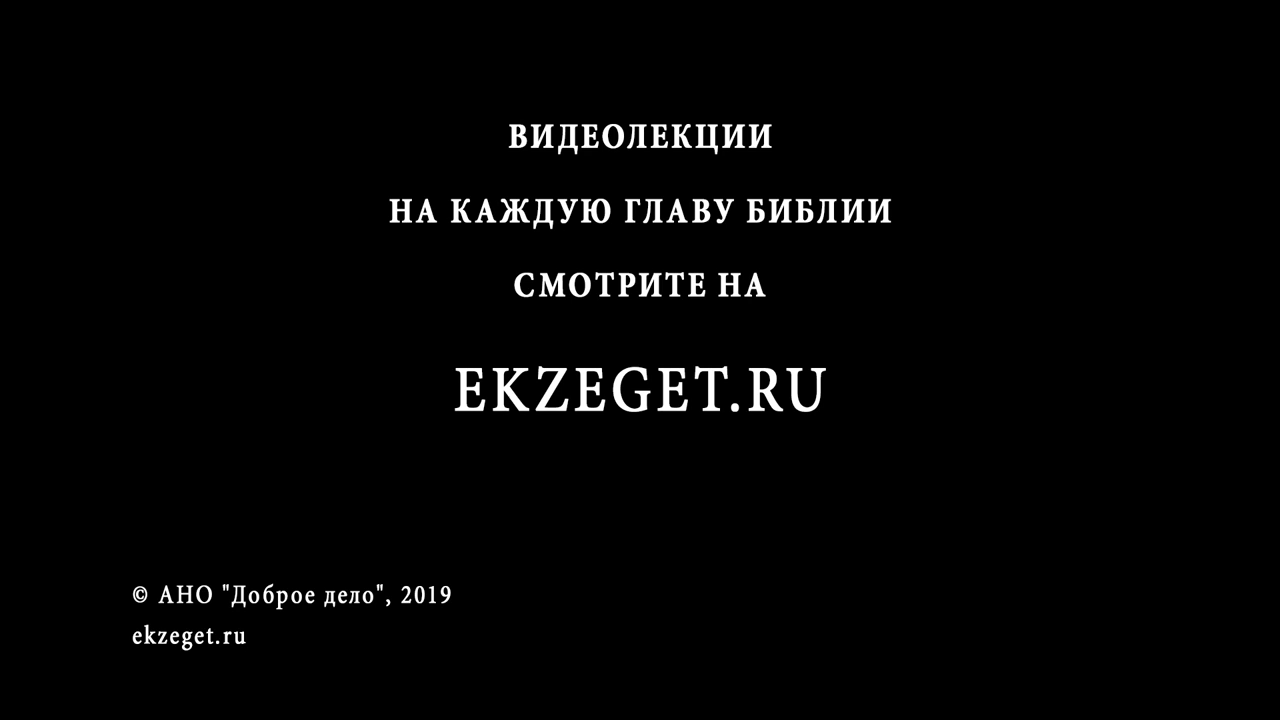 ВИДЕОЛЕКЦИИ
НА КАЖДУЮ ГЛАВУ БИБЛИИ
СМОТРИТЕ НА
EKZEGET.RU
© АНО "Доброе дело", 2019
ekzeget.ru